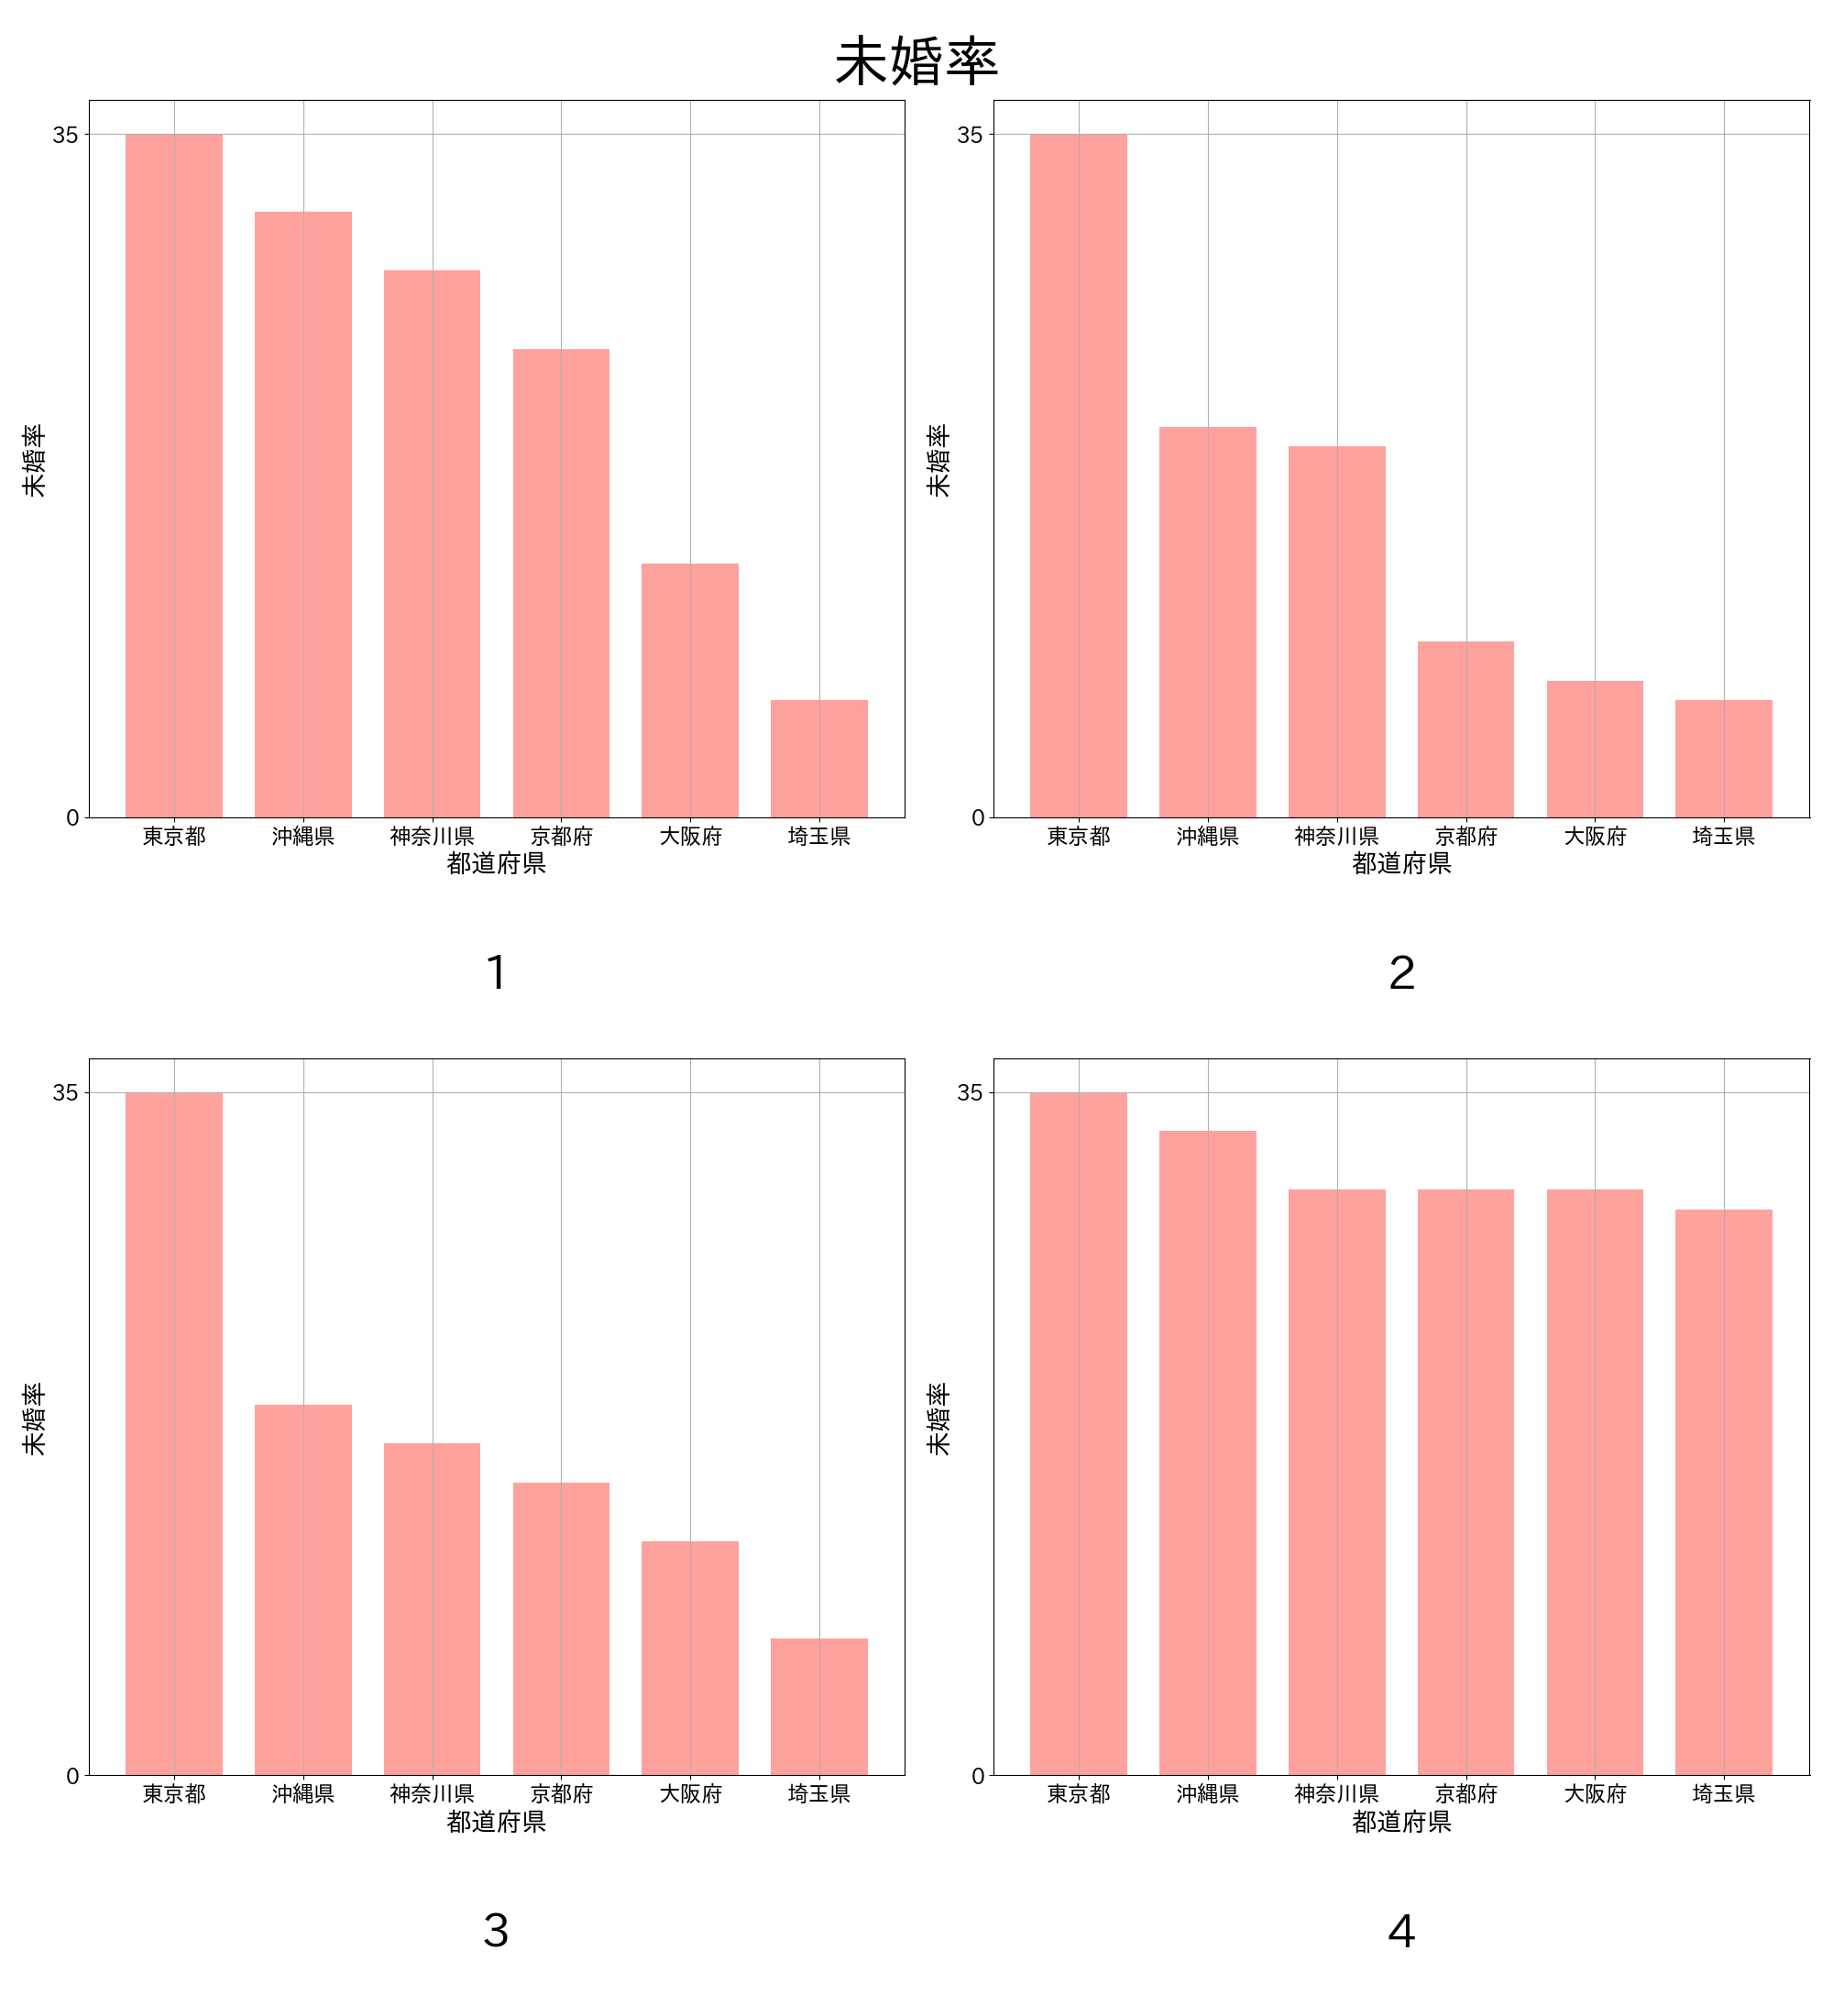 未婚率
35
0
未婚率
東京都 沖縄県 神奈川県 京都府 大阪府 埼玉県
都道府県
1
35
0
未婚率
東京都 沖縄県 神奈川県 京都府 大阪府 埼玉県
都道府県
2
35
0
未婚率
東京都 沖縄県 神奈川県 京都府 大阪府 埼玉県
都道府県
3
35
0
未婚率
東京都 沖縄県 神奈川県 京都府 大阪府 埼玉県
都道府県
4